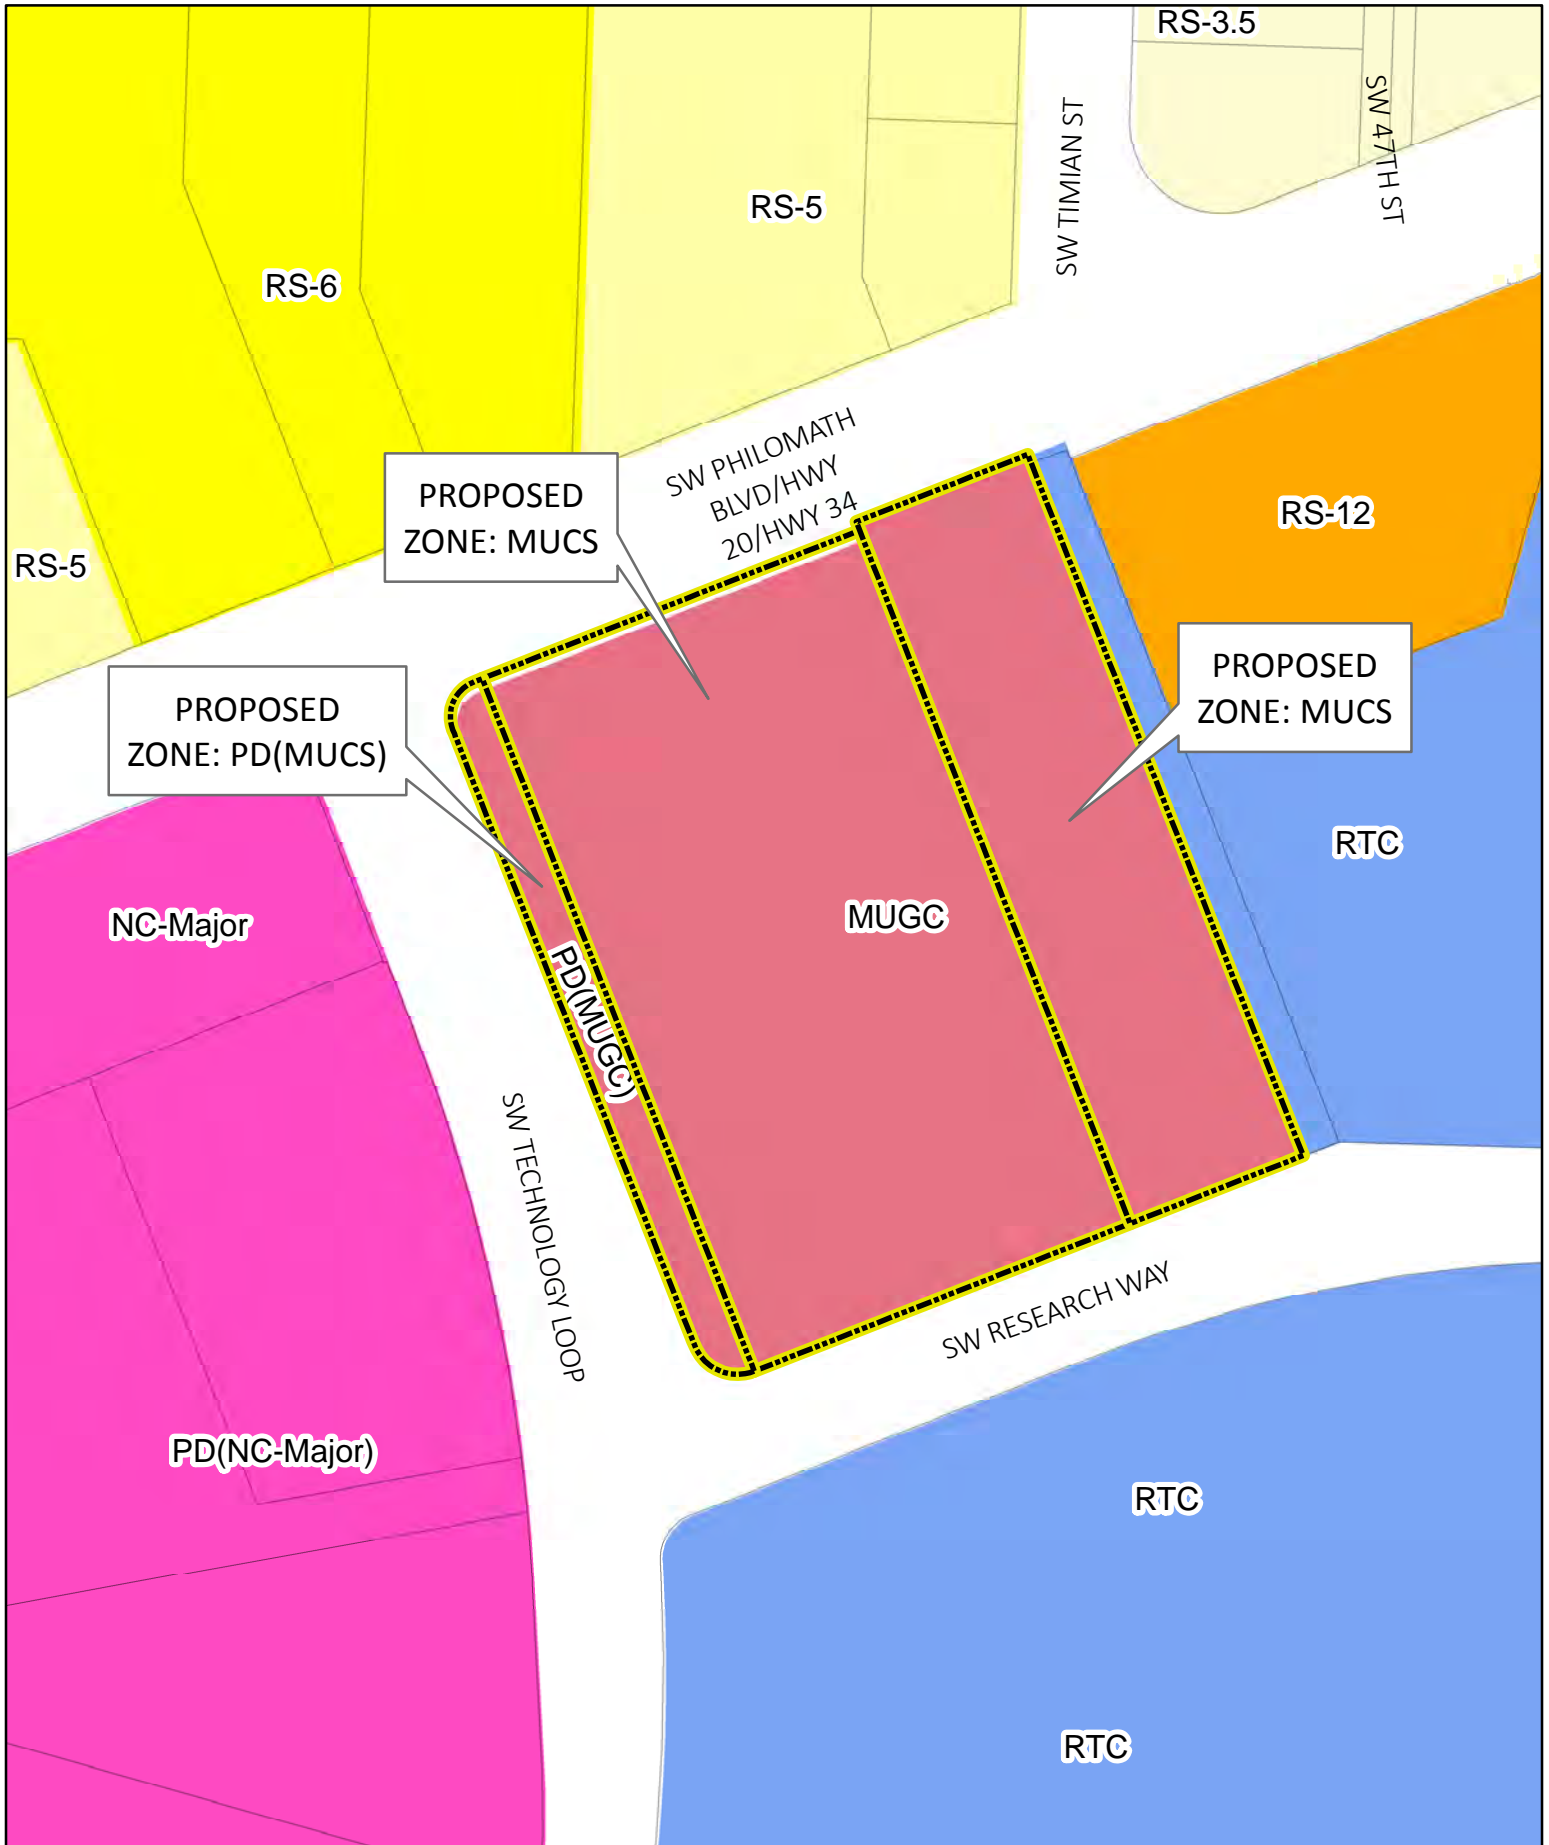 RS-3.5
SW 47TH ST
SW TIMIAN ST
RS-5
RS-6
SW PHILOMATH
BLVD/HWY
20/HWY 34
PROPOSED
ZONE: MUCS
RS-12
RS-5
PROPOSED
ZONE: MUCS
PROPOSED
ZONE: PD(MUCS)
RTC
MUGC
NC-Major
PD(MUGC)
SW TECHNOLOGY LOOP
SW RESEARCH WAY
PD(NC-Major)
RTC
RTC